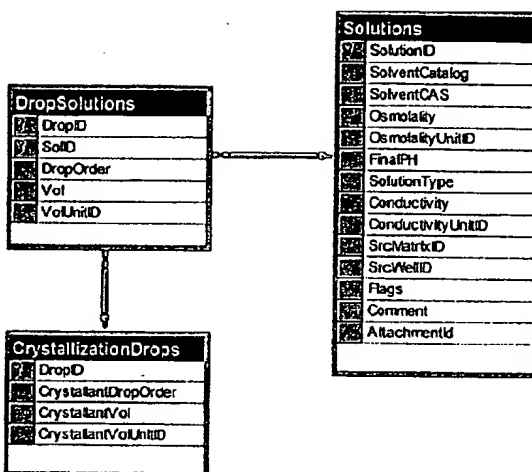 DropSolutions
DropID
SolID
DropOrder
Vol
VolUnitID
CrystallizationDrops
DropID
CrystallantDropOrder
CrystallantVol
CrystallantVolUnitID
Solutions
SolutionID
SolventCatalog
SolventCAS
Osmolality
OsmolalityUnitID
FinalPH
SolutionType
Conductivity
ConductivityUnitID
SrcMatrixID
SrcWellID
Flags
Comment
AttachmentId